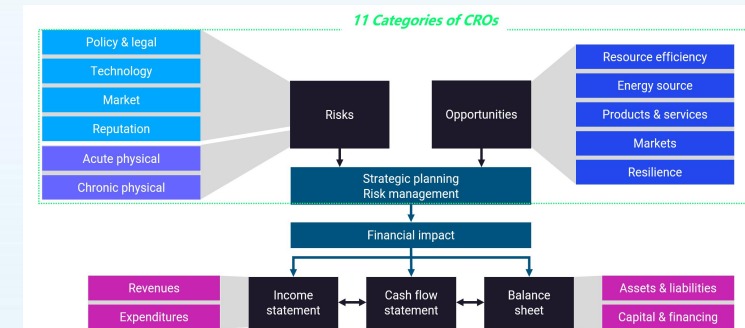 11 Categories of CROs
Policy & legal
Technology
Market
Reputation
Acute physical
Chronic physical
Risks
Opportunities
Resource efficiency
Energy source
Products & services
Markets
Resilience
Strategic planning
Risk management
Financial impact
Revenues
Expenditures
Income
statement
Cash flow
statement
Balance
sheet
Assets & liabilities
Capital & financing